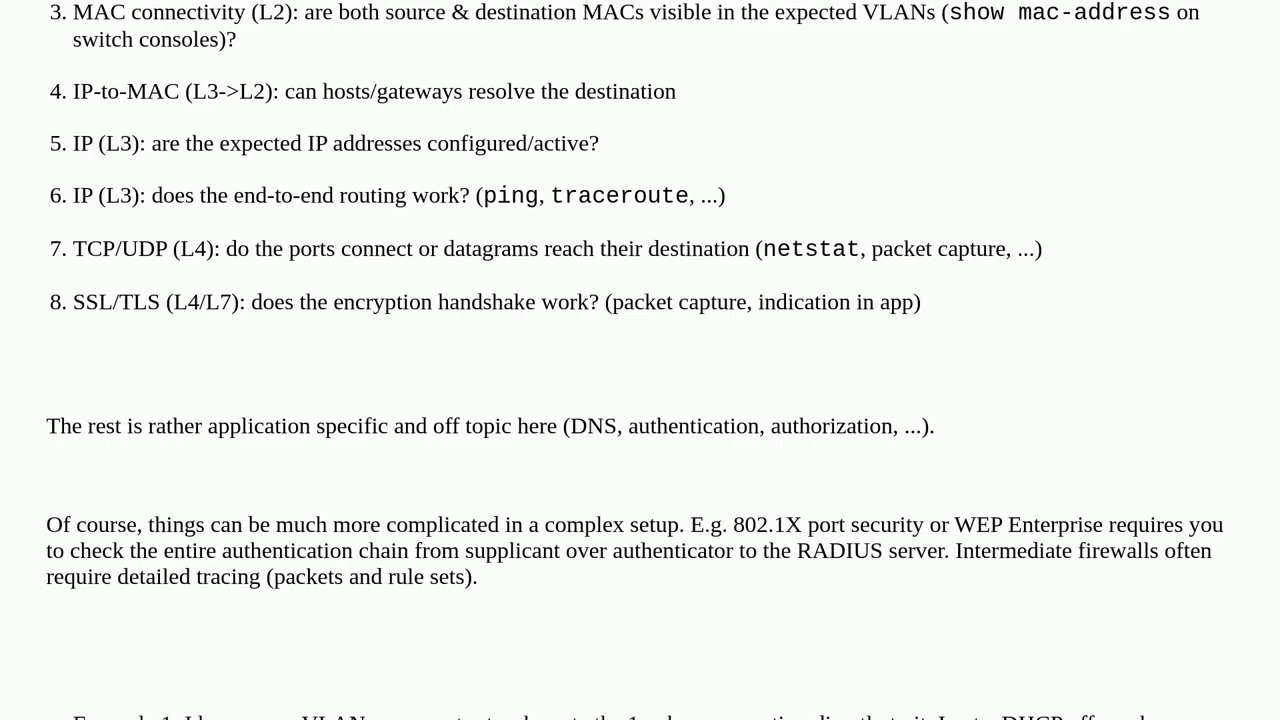 3. MAC connectivity (L2): are both source & destination MACs visible in the expected VLANs (show mac-address on
switch consoles)?
4. IP-to-MAC (L3->L2): can hosts/gateways resolve the destination
5. IP (L3): are the expected IP addresses configured/active?
6. IP (L3): does the end-to-end routing work? (ping, traceroute, ...)
7. TCP/UDP (L4): do the ports connect or datagrams reach their destination (netstat, packet capture, ...)
8. SSL/TLS (L4/L7): does the encryption handshake work? (packet capture, indication in app)
The rest is rather application specific and off topic here (DNS, authentication, authorization, ...).
Of course, things can be much more complicated in a complex setup. E.g. 802.1X port security or WEP Enterprise requires you
to check the entire authentication chain from supplicant over authenticator to the RADIUS server. Intermediate firewalls often
require detailed tracing (packets and rule sets).